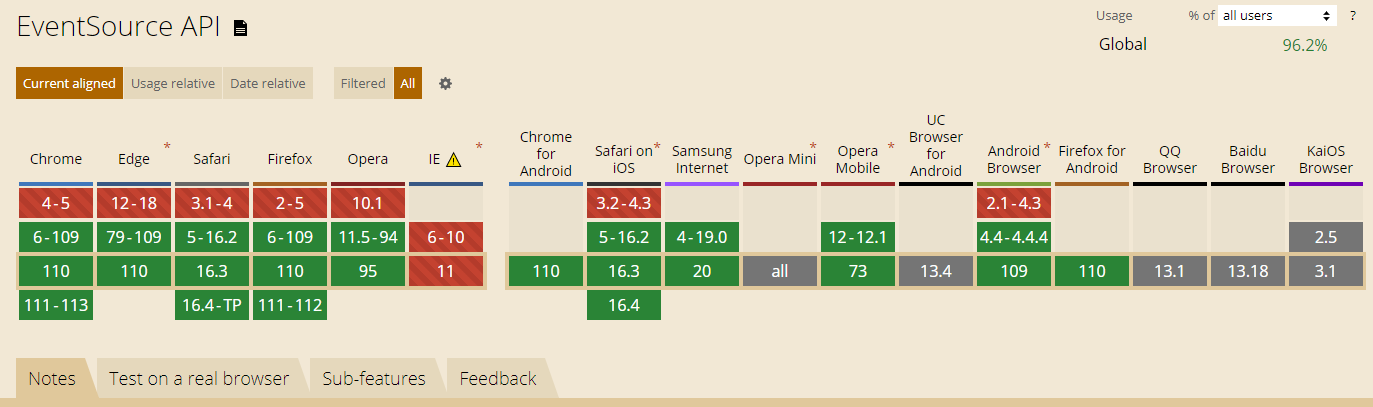 EventSource API
Usage % of all users ?
Global 96.2%
Current aligned Usage relative Date relative Filtered All
Chrome Edge * Safari Firefox Opera IE * Chrome for Android Safari on iOS * Samsung Internet Opera Mini * Opera Mobile * UC Browser for Android Android Browser * Firefox for Android QQ Browser Baidu Browser KaiOS Browser
4-5 12-18 3.1-4 2-5 10.1 3.2-4.3 2.1-4.3
6-109 79-109 5-16.2 6-109 11.5-94 6-10 5-16.2 4-19.0 12-12.1 4.4-4.4.4 2.5
110 110 16.3 110 95 11 110 16.3 20 all 73 13.4 109 110 13.1 13.18 3.1
111-113 16.4-TP 111-112 16.4
Notes Test on a real browser Sub-features Feedback